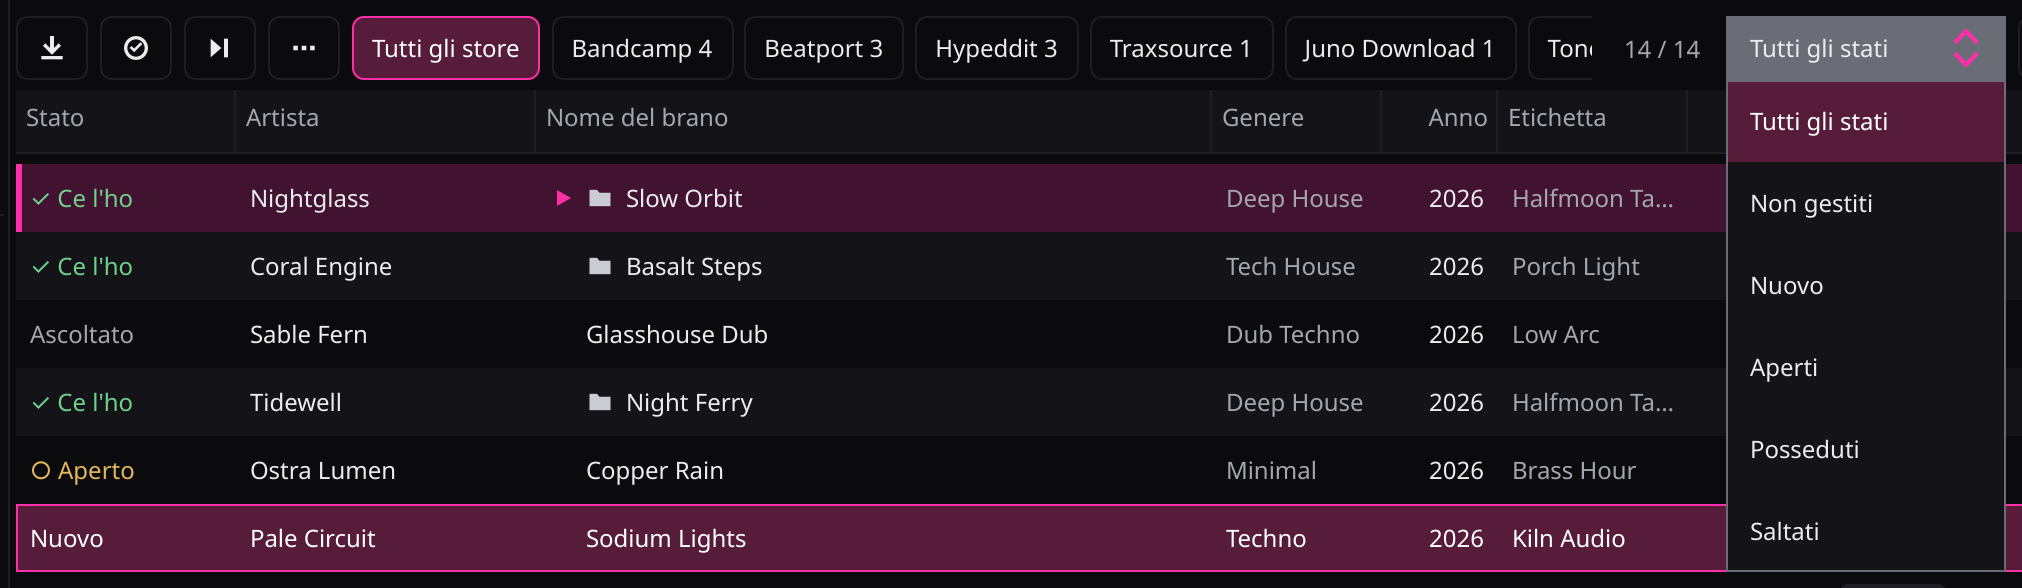 Tutti gli store Bandcamp 4 Beatport 3 Hypeddit 3 Traxsource 1 Juno Download 1 14 / 14 Tutti gli stati
Stato Artista Nome del brano Genere Anno Etichetta
Tutti gli stati
Ce l'ho Nightglass Slow Orbit Deep House 2026 Halfmoon Ta...
Non gestiti
Ce l'ho Coral Engine Basalt Steps Tech House 2026 Porch Light
Nuovo
Ascoltato Sable Fern Glasshouse Dub Dub Techno 2026 Low Arc
Aperti
Ce l'ho Tidewell Night Ferry Deep House 2026 Halfmoon Ta...
Posseduti
Aperto Ostra Lumen Copper Rain Minimal 2026 Brass Hour
Saltati
Nuovo Pale Circuit Sodium Lights Techno 2026 Kiln Audio